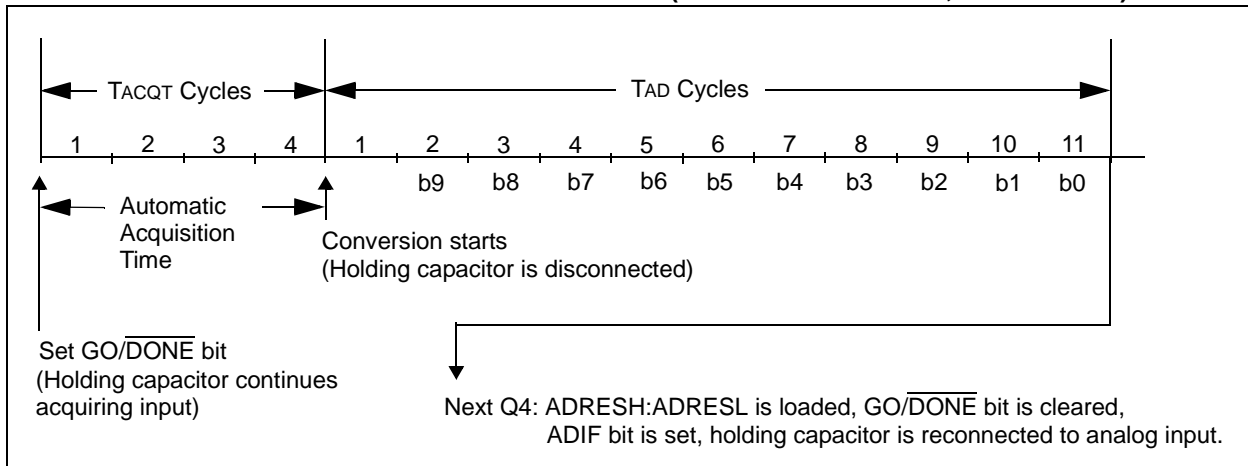 TACQT Cycles
TAD Cycles
1 2 3 4 1 2 3 4 5 6 7 8 9 10 11
b9 b8 b7 b6 b5 b4 b3 b2 b1 b0
Automatic
Acquisition
Time
Conversion starts
(Holding capacitor is disconnected)
Set GO/DONE bit
(Holding capacitor continues
acquiring input)
Next Q4: ADRESH:ADRESL is loaded, GO/DONE bit is cleared,
ADIF bit is set, holding capacitor is reconnected to analog input.